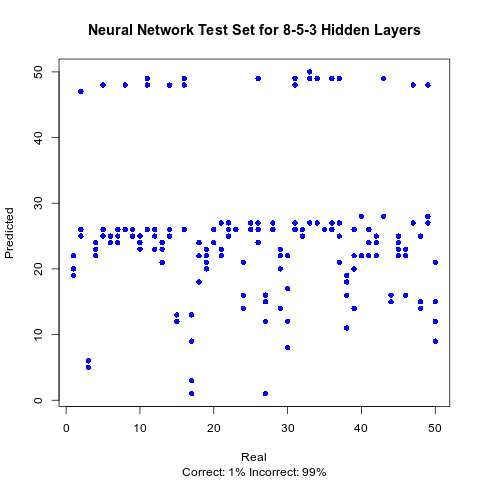 Neural Network Test Set for 8-5-3 Hidden Layers
Predicted
50
40
30
20
10
0
0 10 20 30 40 50
Real
Correct: 1% Incorrect: 99%